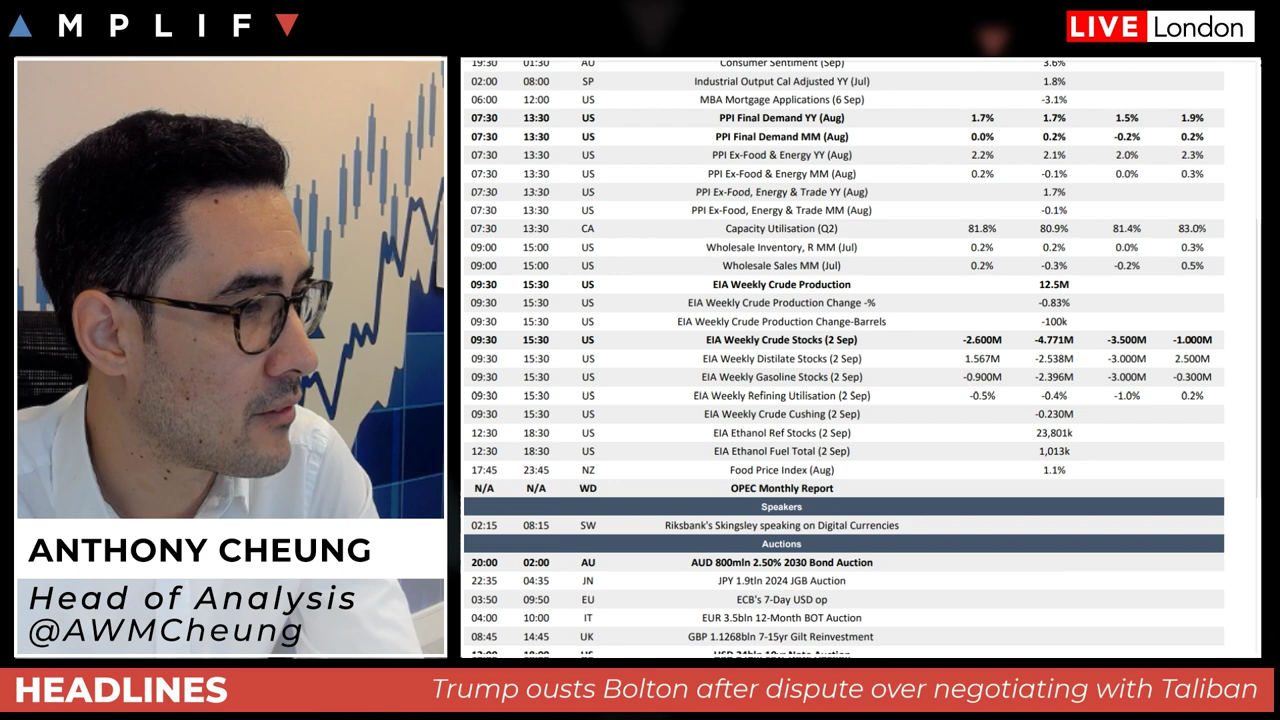 AMPLIFY
LIVE London
19:30 01:30 AU Consumer Sentiment (Sep) 3.6%
02:00 08:00 SP Industrial Output Cal Adjusted YY (Jul) 1.8%
06:00 12:00 US MBA Mortgage Applications (6 Sep) -3.1%
07:30 13:30 US PPI Final Demand YY (Aug) 1.7% 1.7% 1.5% 1.9%
07:30 13:30 US PPI Final Demand MM (Aug) 0.0% 0.2% -0.2% 0.2%
07:30 13:30 US PPI Ex-Food & Energy YY (Aug) 2.2% 2.1% 2.0% 2.3%
07:30 13:30 US PPI Ex-Food & Energy MM (Aug) 0.2% -0.1% 0.0% 0.3%
07:30 13:30 US PPI Ex-Food, Energy & Trade YY (Aug) 1.7%
07:30 13:30 US PPI Ex-Food, Energy & Trade MM (Aug) -0.1%
07:30 13:30 CA Capacity Utilisation (Q2) 81.8% 80.9% 81.4% 83.0%
09:00 15:00 US Wholesale Inventory, R MM (Jul) 0.2% 0.2% 0.0% 0.3%
09:00 15:00 US Wholesale Sales MM (Jul) 0.2% -0.3% -0.2% 0.5%
09:30 15:30 US EIA Weekly Crude Production 12.5M
09:30 15:30 US EIA Weekly Crude Production Change -% -0.83%
09:30 15:30 US EIA Weekly Crude Production Change-Barrels -100k
09:30 15:30 US EIA Weekly Crude Stocks (2 Sep) -2.600M -4.771M -3.500M -1.000M
09:30 15:30 US EIA Weekly Distilate Stocks (2 Sep) 1.567M -2.538M -3.000M 2.500M
09:30 15:30 US EIA Weekly Gasoline Stocks (2 Sep) -0.900M -2.396M -3.000M -0.300M
09:30 15:30 US EIA Weekly Refining Utilisation (2 Sep) -0.5% -0.4% -1.0% 0.2%
09:30 15:30 US EIA Weekly Crude Cushing (2 Sep) -0.230M
12:30 18:30 US EIA Ethanol Ref Stocks (2 Sep) 23,801k
12:30 18:30 US EIA Ethanol Fuel Total (2 Sep) 1,013k
17:45 23:45 NZ Food Price Index (Aug) 1.1%
N/A N/A WD OPEC Monthly Report
Speakers
02:15 08:15 SW Riksbank's Skingsley speaking on Digital Currencies
Auctions
20:00 02:00 AU AUD 800mln 2.50% 2030 Bond Auction
22:35 04:35 JN JPY 1.9tln 2024 JGB Auction
03:50 09:50 EU ECB's 7-Day USD op
04:00 10:00 IT EUR 3.5bln 12-Month BOT Auction
08:45 14:45 UK GBP 1.1268bln 7-15yr Gilt Reinvestment
12:00 18:00 US USD 24bln 10yr Note Auction
ANTHONY CHEUNG
Head of Analysis
@AWMCheung
HEADLINES Trump ousts Bolton after dispute over negotiating with Taliban